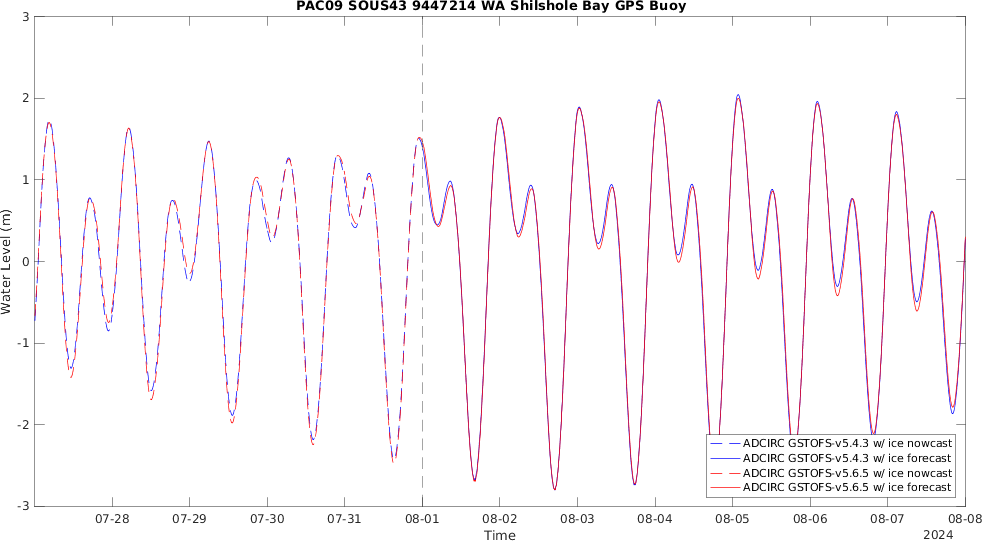 PAC09 SOUS43 9447214 WA Shilshole Bay GPS Buoy
3
2
1
0
-1
-2
-3
Water Level (m)
ADCIRC GSTOFS-v5.4.3 w/ ice nowcast
ADCIRC GSTOFS-v5.4.3 w/ ice forecast
ADCIRC GSTOFS-v5.6.5 w/ ice nowcast
ADCIRC GSTOFS-v5.6.5 w/ ice forecast
07-28 07-29 07-30 07-31 08-01 08-02 08-03 08-04 08-05 08-06 08-07 08-08
Time
2024